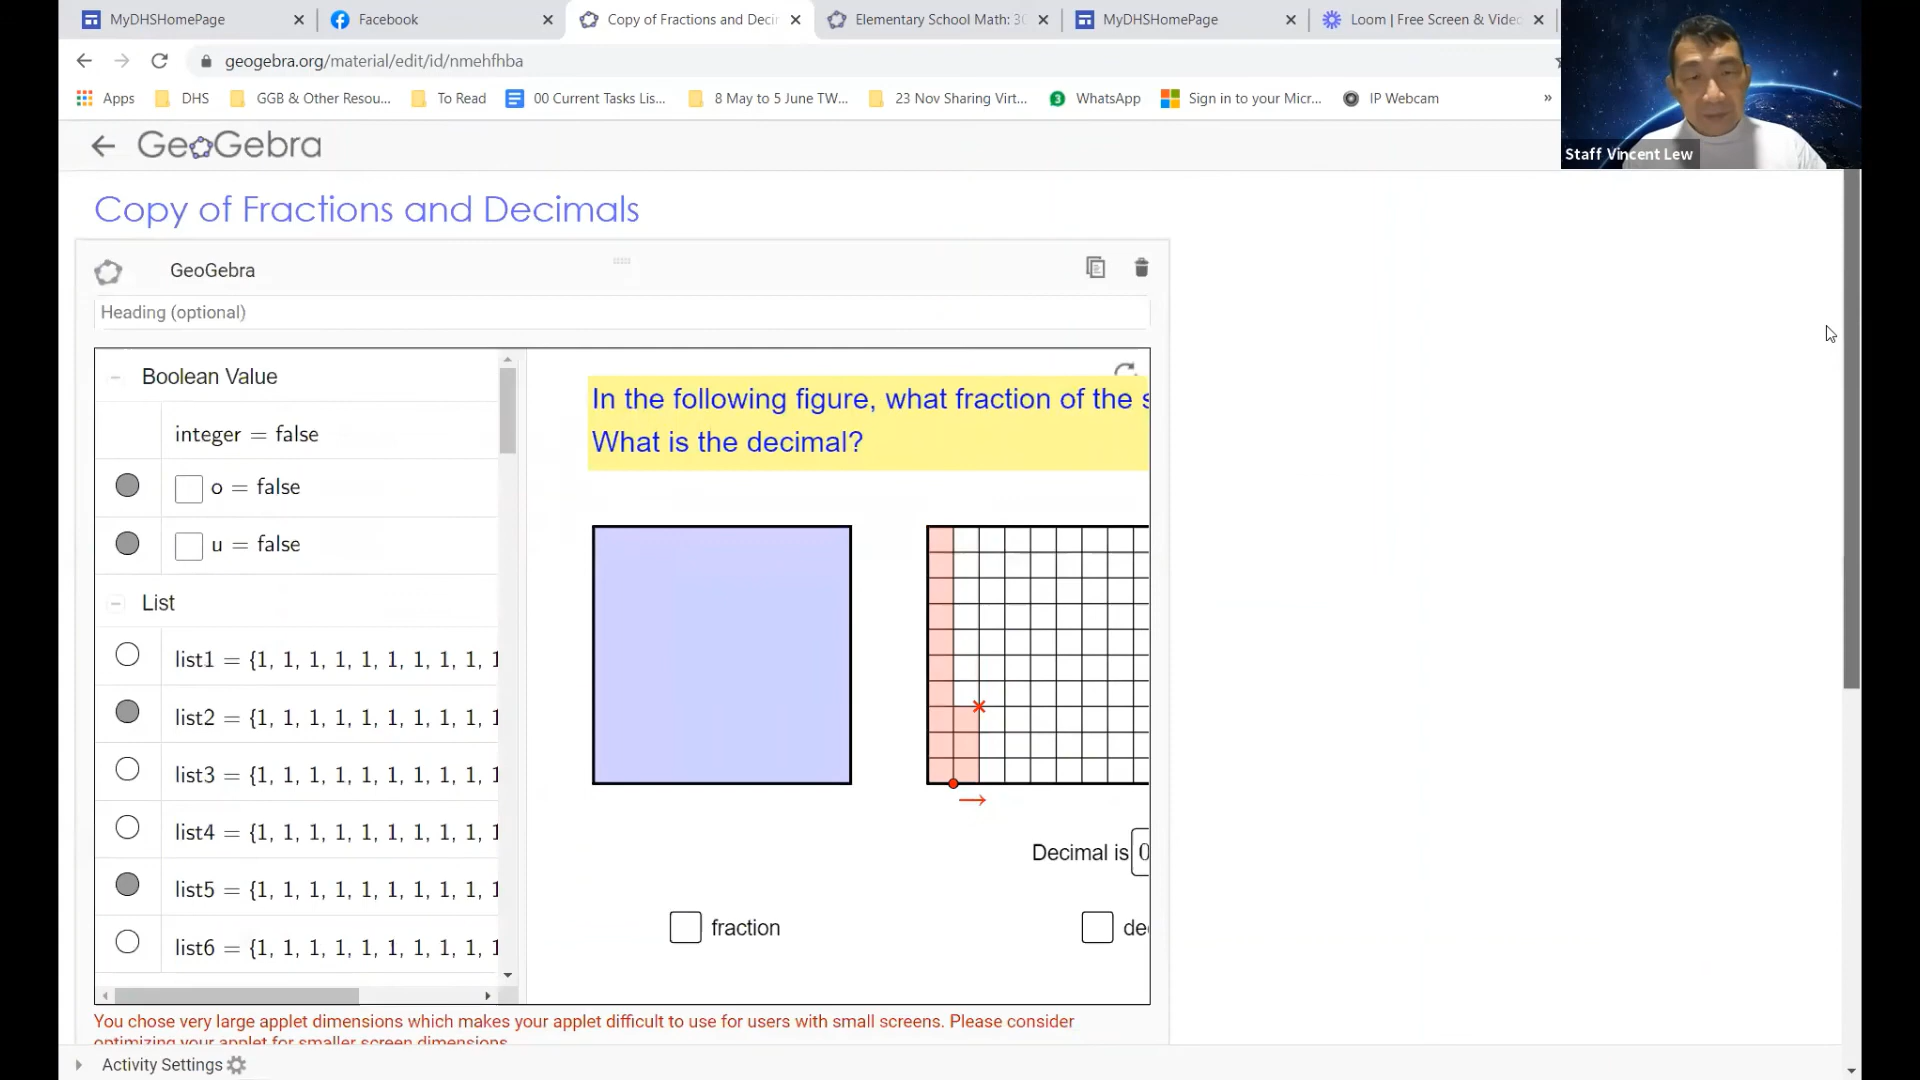 MyDHSHomePage
Facebook
Copy of Fractions and Deci
Elementary School Math: 30
MyDHSHomePage
Loom | Free Screen & Video
geogebra.org/material/edit/id/nmehfhba
Apps
DHS
GGB & Other Resou...
To Read
00 Current Tasks Lis...
8 May to 5 June TW...
23 Nov Sharing Virt...
3
WhatsApp
Sign in to your Micr...
IP Webcam
»
Staff Vincent Lew
GeoGebra
Copy of Fractions and Decimals
GeoGebra
Heading (optional)
Boolean Value
integer = false
o = false
u = false
List
list1 = {1, 1, 1, 1, 1, 1, 1, 1, 1, 1
list2 = {1, 1, 1, 1, 1, 1, 1, 1, 1, 1
list3 = {1, 1, 1, 1, 1, 1, 1, 1, 1, 1
list4 = {1, 1, 1, 1, 1, 1, 1, 1, 1, 1
list5 = {1, 1, 1, 1, 1, 1, 1, 1, 1, 1
list6 = {1, 1, 1, 1, 1, 1, 1, 1, 1, 1
In the following figure, what fraction of the s
What is the decimal?
Decimal is 0
fraction
de
You chose very large applet dimensions which makes your applet difficult to use for users with small screens. Please consider
optimizing your applet for smaller screen dimensions
Activity Settings